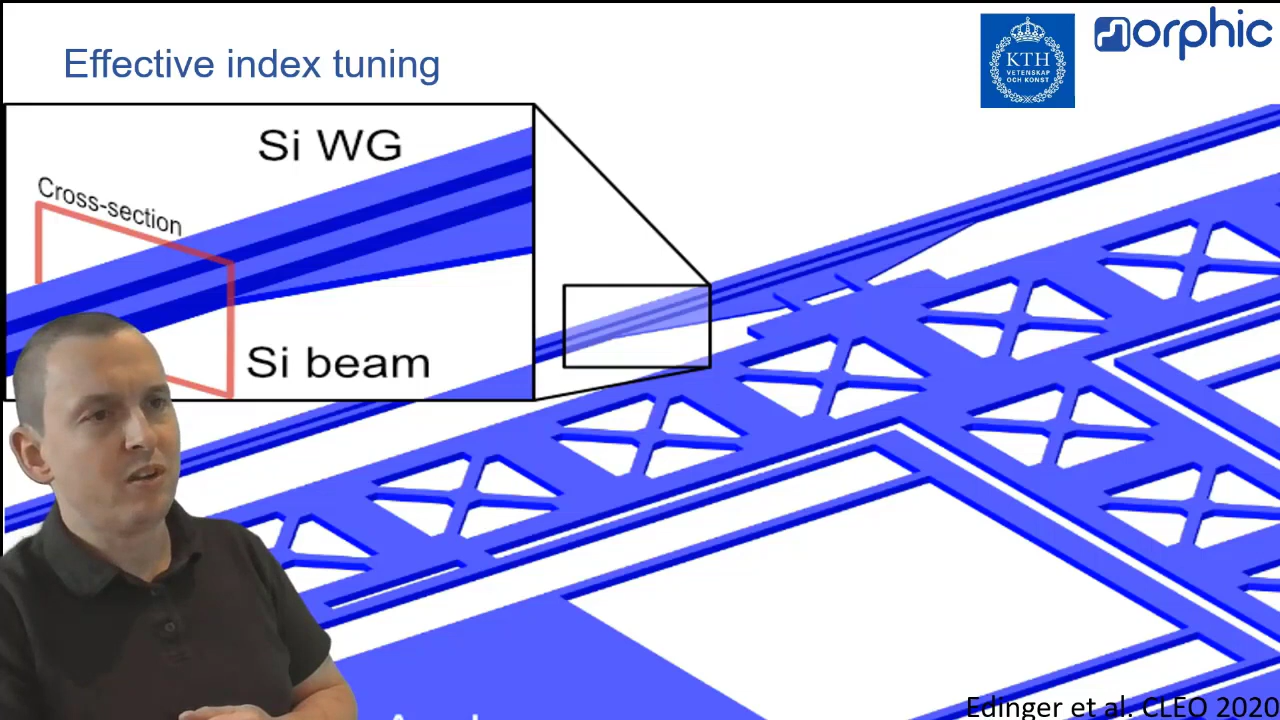 Effective index tuning
KTH
VETENSKAP
OCH KONST
morphic
Si WG
Cross-section
Si beam
Edinger et al. CLEO 2020